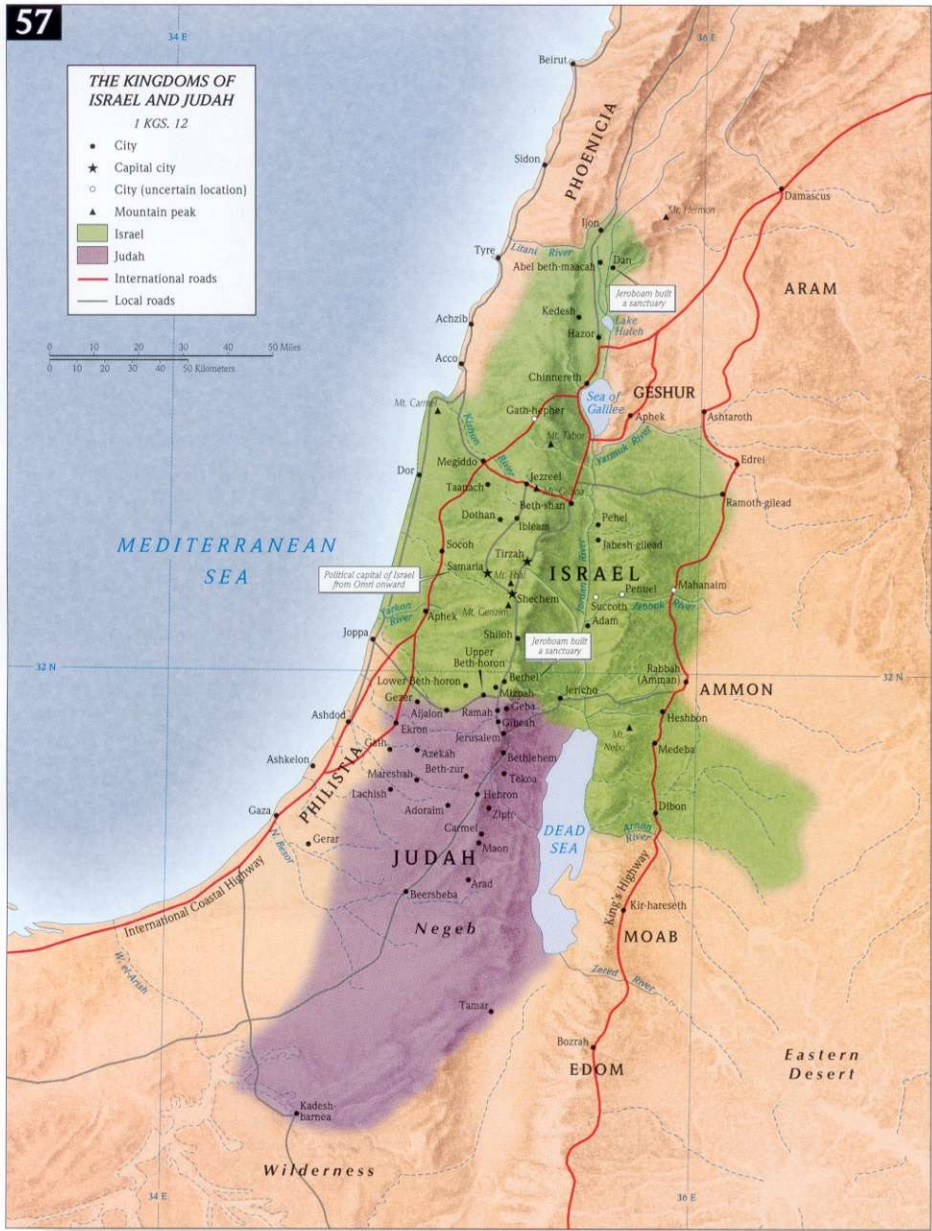 57
34 E
36 E
THE KINGDOMS OF
ISRAEL AND JUDAH
1 KGS. 12
City
Capital city
City (uncertain location)
Mountain peak
Israel
Judah
International roads
Local roads
0 10 20 30 40 50 Miles
0 10 20 30 40 50 Kilometers
Beirut
PHOENICIA
Sidon
Damascus
Mt. Hermon
Ijon
Tyre
Litani River
Abel beth-maacah
Dan
ARAM
Jeroboam built
a sanctuary
Kedesh
Achzib
Lake
Huleh
Hazor
Acco
Chinnereth
GESHUR
Sea of
Galilee
Mt. Carmel
Gath-hepher
Aphek
Ashtaroth
Kishon
River
Mt. Tabor
Yarmuk River
Megiddo
Edrei
Dor
Jezreel
Taanach
Mt. Gilboa
Ramoth-gilead
Beth-shan
Dothan
Ibleam
Pehel
Jabesh-gilead
MEDITERRANEAN
SEA
Socoh
Tirzah
Samaria
ISRAEL
Political capital of Israel
from Omri onward
Mt. Ebal
Jordan River
Mahanaim
Penuel
Shechem
Succoth
Jabbok River
Mt. Gerizim
Yarkon
River
Aphek
Adam
Joppa
Shiloh
Jeroboam built
a sanctuary
Upper
Beth-horon
32 N
32 N
Rabbah
(Amman)
Lower Beth-horon
Bethel
AMMON
Mizpah
Jericho
Gezer
Aijalon
Ramah
Geba
Heshbon
Ashdod
Ekron
Gibeah
Mt.
Nebo
Jerusalem
Gath
Azekah
Medeba
Bethlehem
Ashkelon
PHILISTIA
Mareshah
Beth-zur
Tekoa
Lachish
Hebron
Gaza
Adoraim
Ziph
Dibon
Carmel
DEAD
SEA
Arnon
River
N. Besor
Gerar
Maon
JUDAH
King's Highway
Arad
Beersheba
International Coastal Highway
Kir-hareseth
Negeb
MOAB
W. el-Arish
Zered River
Tamar
Bozrah
EDOM
Eastern
Desert
Kadesh-
barnea
Wilderness
34 E
36 E